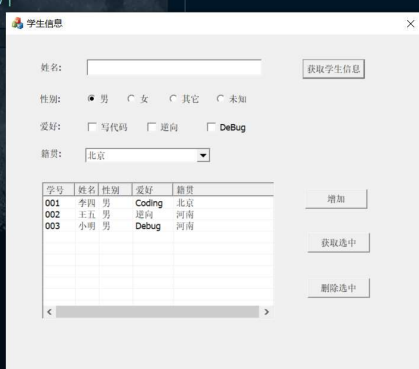 学生信息
姓名: 获取学生信息
性别: 男 女 其它 未知
爱好: 写代码 逆向 DeBug
籍贯: 北京
学号 姓名 性别 爱好 籍贯
001 李四 男 Coding 北京
002 王五 男 逆向 河南
003 小明 男 Debug 河南
增加
获取选中
删除选中